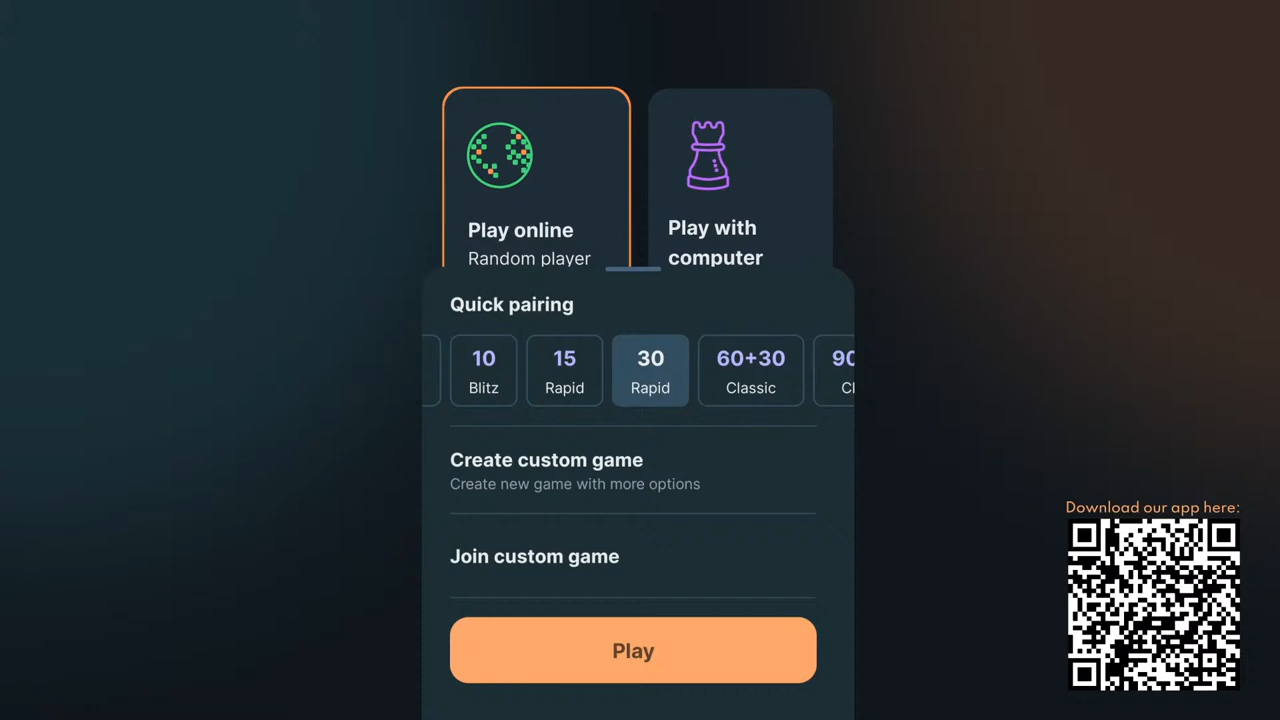 Play online
Random player
Play with
computer
Quick pairing
10
Blitz
15
Rapid
30
Rapid
60+30
Classic
90
Cl
Create custom game
Create new game with more options
Join custom game
Play
Download our app here: